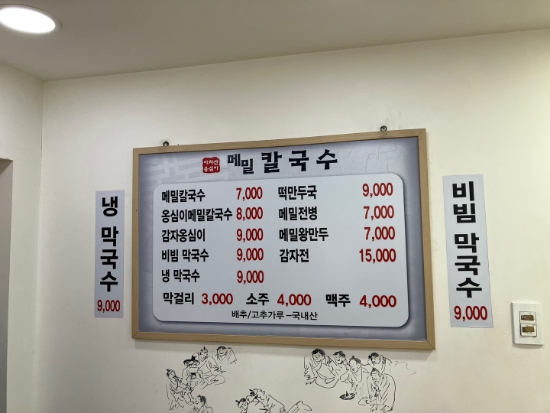 메밀 칼국수
메밀칼국수 7,000
옹심이메밀칼국수 8,000
감자옹심이 9,000
비빔 막국수 9,000
냉 막국수 9,000
떡만두국 9,000
메밀전병 7,000
메밀왕만두 7,000
감자전 15,000
막걸리 3,000 소주 4,000 맥주 4,000
배추/고추가루-국내산
냉 막국수
9,000
비빔 막국수
9,000